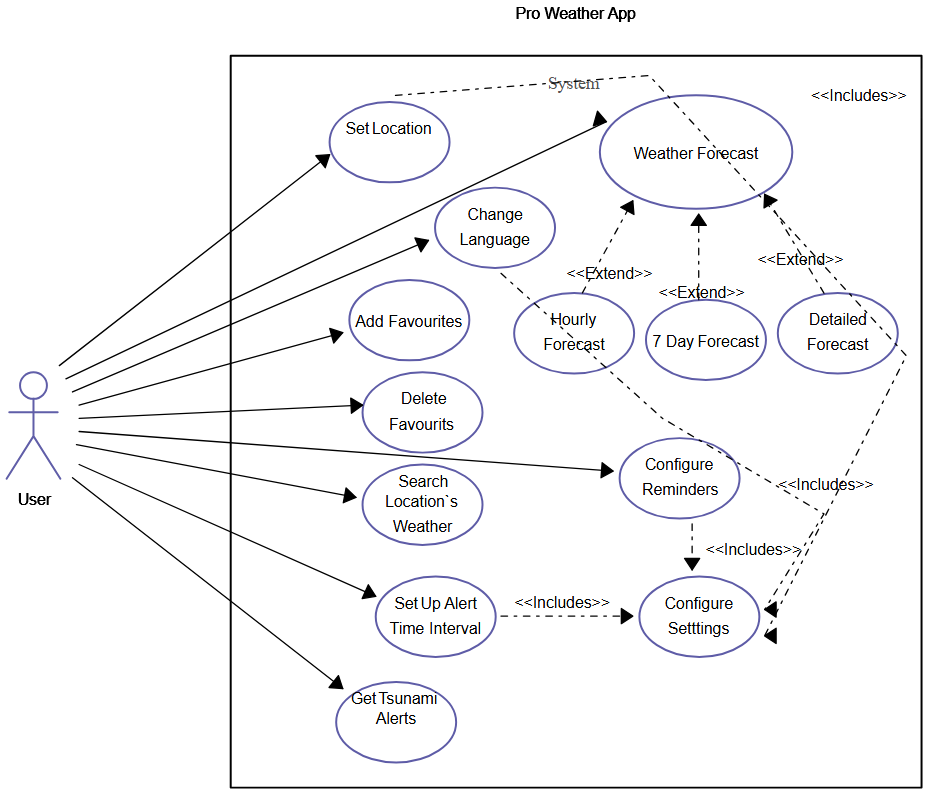 Pro Weather App
System
<<Includes>>
Set Location
Weather Forecast
Change
Language
<<Extend>>
<<Extend>>
<<Extend>>
Add Favourites
Hourly
Forecast
7 Day Forecast
Detailed
Forecast
Delete
Favourits
User
Search
Location`s
Weather
Configure
Reminders
<<Includes>>
<<Includes>>
Set Up Alert
Time Interval
<<Includes>>
Configure
Setttings
Get Tsunami
Alerts